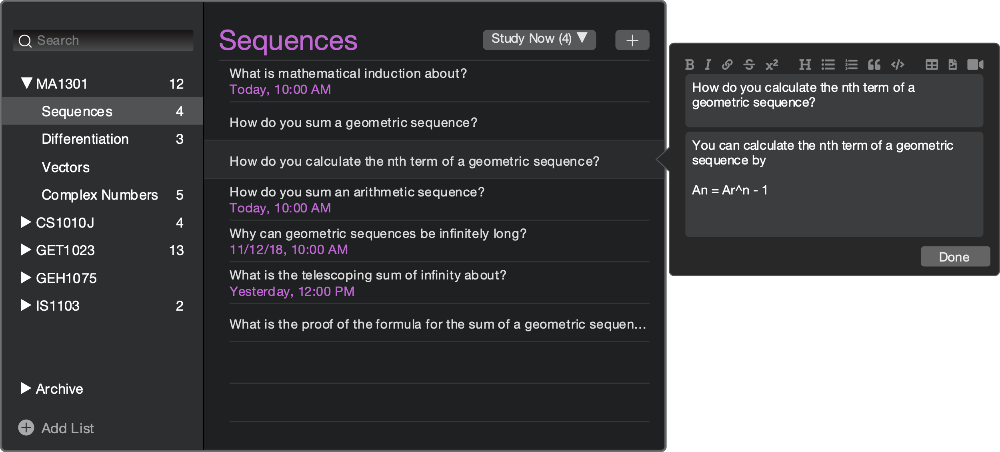 Search
MA1301 12
Sequences 4
Differentiation 3
Vectors
Complex Numbers 5
CS1010J 4
GET1023 13
GEH1075
IS1103 2
Archive
Add List
Sequences
Study Now (4)
What is mathematical induction about?
Today, 10:00 AM
How do you sum a geometric sequence?
How do you calculate the nth term of a geometric sequence?
How do you sum an arithmetic sequence?
Today, 10:00 AM
Why can geometric sequences be infinitely long?
11/12/18, 10:00 AM
What is the telescoping sum of infinity about?
Yesterday, 12:00 PM
What is the proof of the formula for the sum of a geometric sequen...
B I S x² H
How do you calculate the nth term of a
geometric sequence?
You can calculate the nth term of a geometric
sequence by
An = Ar^n - 1
Done